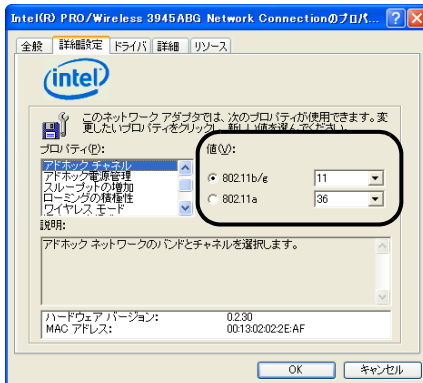 Intel(R) PRO/Wireless 3945ABG Network Connectionのプロパ...
全般 詳細設定 ドライバ 詳細 リソース
intel
このネットワーク アダプタでは、次のプロパティが使用できます。変
更したいプロパティをクリックし、新しい値を選んでください。
プロパティ(P): 値(V):
アドホック チャネル
アドホック電源管理
スループットの増加
ローミングの積極性
ワイヤレス モード
802.11b/g 11
802.11a 36
説明:
アドホック ネットワークのバンドとチャネルを選択します。
ハードウェア バージョン: 0.2.30
MAC アドレス: 00:13:02:02:2E:AF
OK キャンセル